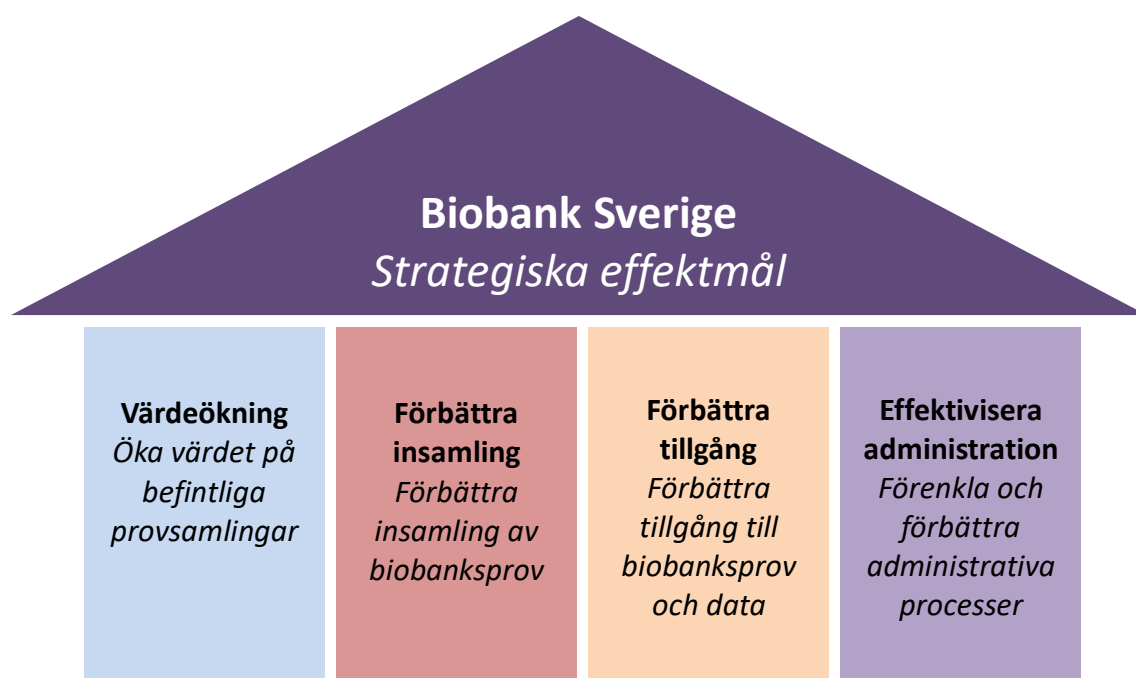 Biobank Sverige
Strategiska effektmål
Värdeökning
Öka värdet på
befintliga
provsamlingar
Förbättra
insamling
Förbättra
insamling av
biobanksprov
Förbättra
tillgång
Förbättra
tillgång till
biobanksprov
och data
Effektivisera
administration
Förenkla och
förbättra
administrativa
processer